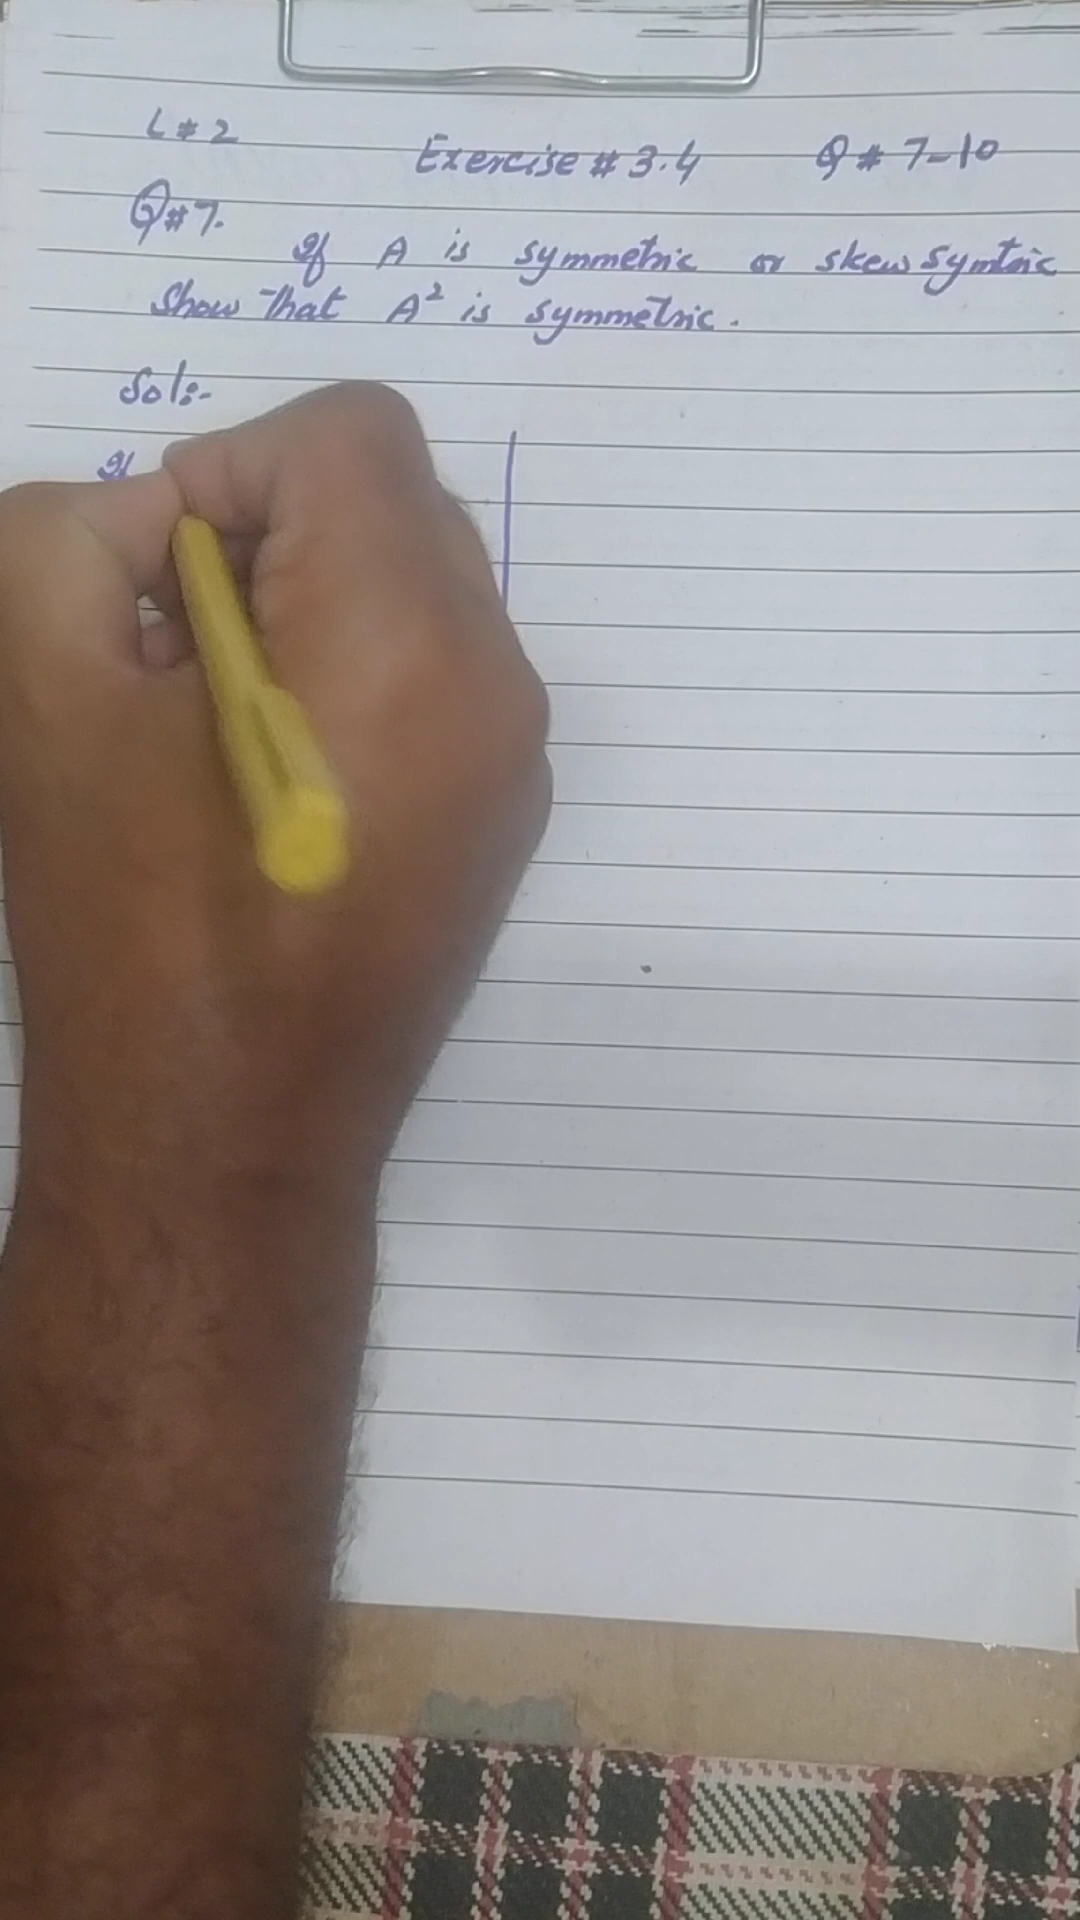 L # 2
Exercise # 3.4 Q # 7-10
Q#7.
If A is symmetric or skew symtric
Show That A² is symmetric.
Sol:-
If